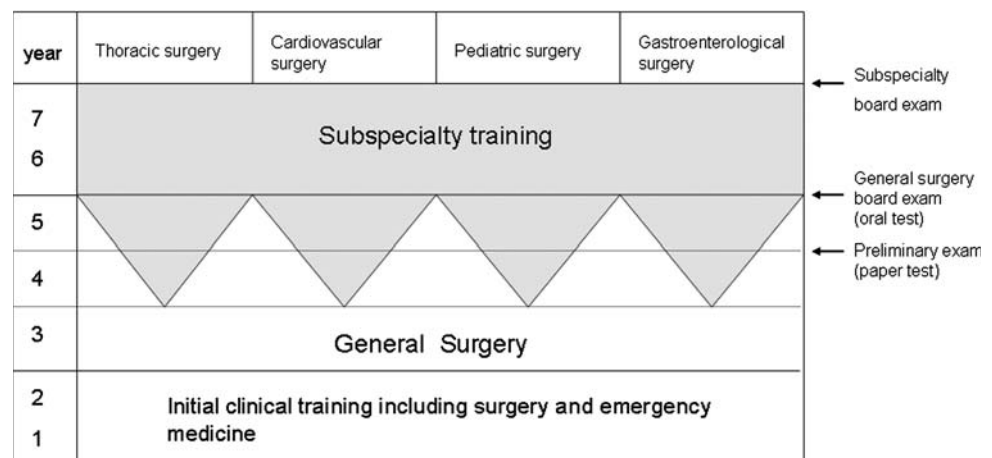 year
Thoracic surgery
Cardiovascular
surgery
Pediatric surgery
Gastroenterological
surgery
Subspecialty
board exam
7
6
Subspecialty training
General surgery
board exam
(oral test)
5
Preliminary exam
(paper test)
4
3
General Surgery
2
1
Initial clinical training including surgery and emergency
medicine